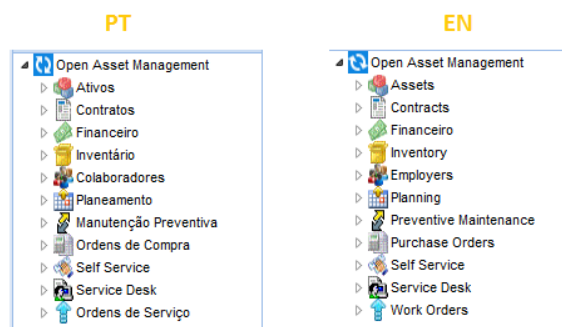 PT
Open Asset Management
Ativos
Contratos
Financeiro
Inventário
Colaboradores
Planeamento
Manutenção Preventiva
Ordens de Compra
Self Service
Service Desk
Ordens de Serviço
EN
Open Asset Management
Assets
Contracts
Financeiro
Inventory
Employers
Planning
Preventive Maintenance
Purchase Orders
Self Service
Service Desk
Work Orders